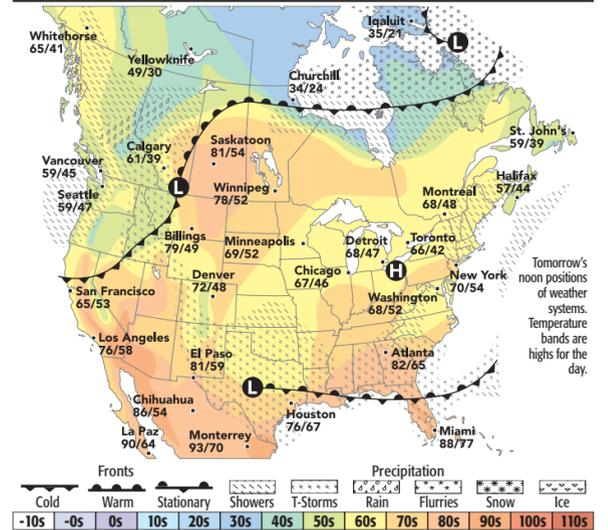 Whitehorse
65/41
Yellowknife
49/30
Iqaluit
35/21
L
Churchill
34/24
St. John's
59/39
Calgary
61/39
Saskatoon
81/54
Vancouver
59/45
Halifax
57/44
Seattle
59/47
L
Winnipeg
78/52
Montreal
68/48
Billings
79/49
Minneapolis
69/52
Detroit
68/47
Toronto
66/42
H
Chicago
67/46
New York
70/54
Denver
72/48
San Francisco
65/53
Washington
68/52
Tomorrow's
noon positions
of weather
systems.
Temperature
bands are
highs for the
day.
Los Angeles
76/58
El Paso
81/59
Atlanta
82/65
L
Chihuahua
86/54
Houston
76/67
La Paz
90/64
Monterrey
93/70
Miami
88/77
Fronts
Precipitation
Cold
Warm
Stationary
Showers
T-Storms
Rain
Flurries
Snow
Ice
-10s -0s 0s 10s 20s 30s 40s 50s 60s 70s 80s 90s 100s 110s